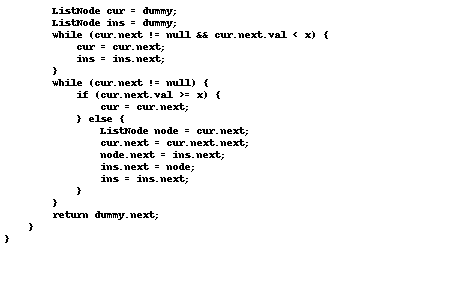 ListNode cur = dummy;
ListNode ins = dummy;
while (cur.next != null && cur.next.val < x) {
cur = cur.next;
ins = ins.next;
}
while (cur.next != null) {
if (cur.next.val >= x) {
cur = cur.next;
} else {
ListNode node = cur.next;
cur.next = cur.next.next;
node.next = ins.next;
ins.next = node;
ins = ins.next;
}
}
return dummy.next;
}
}